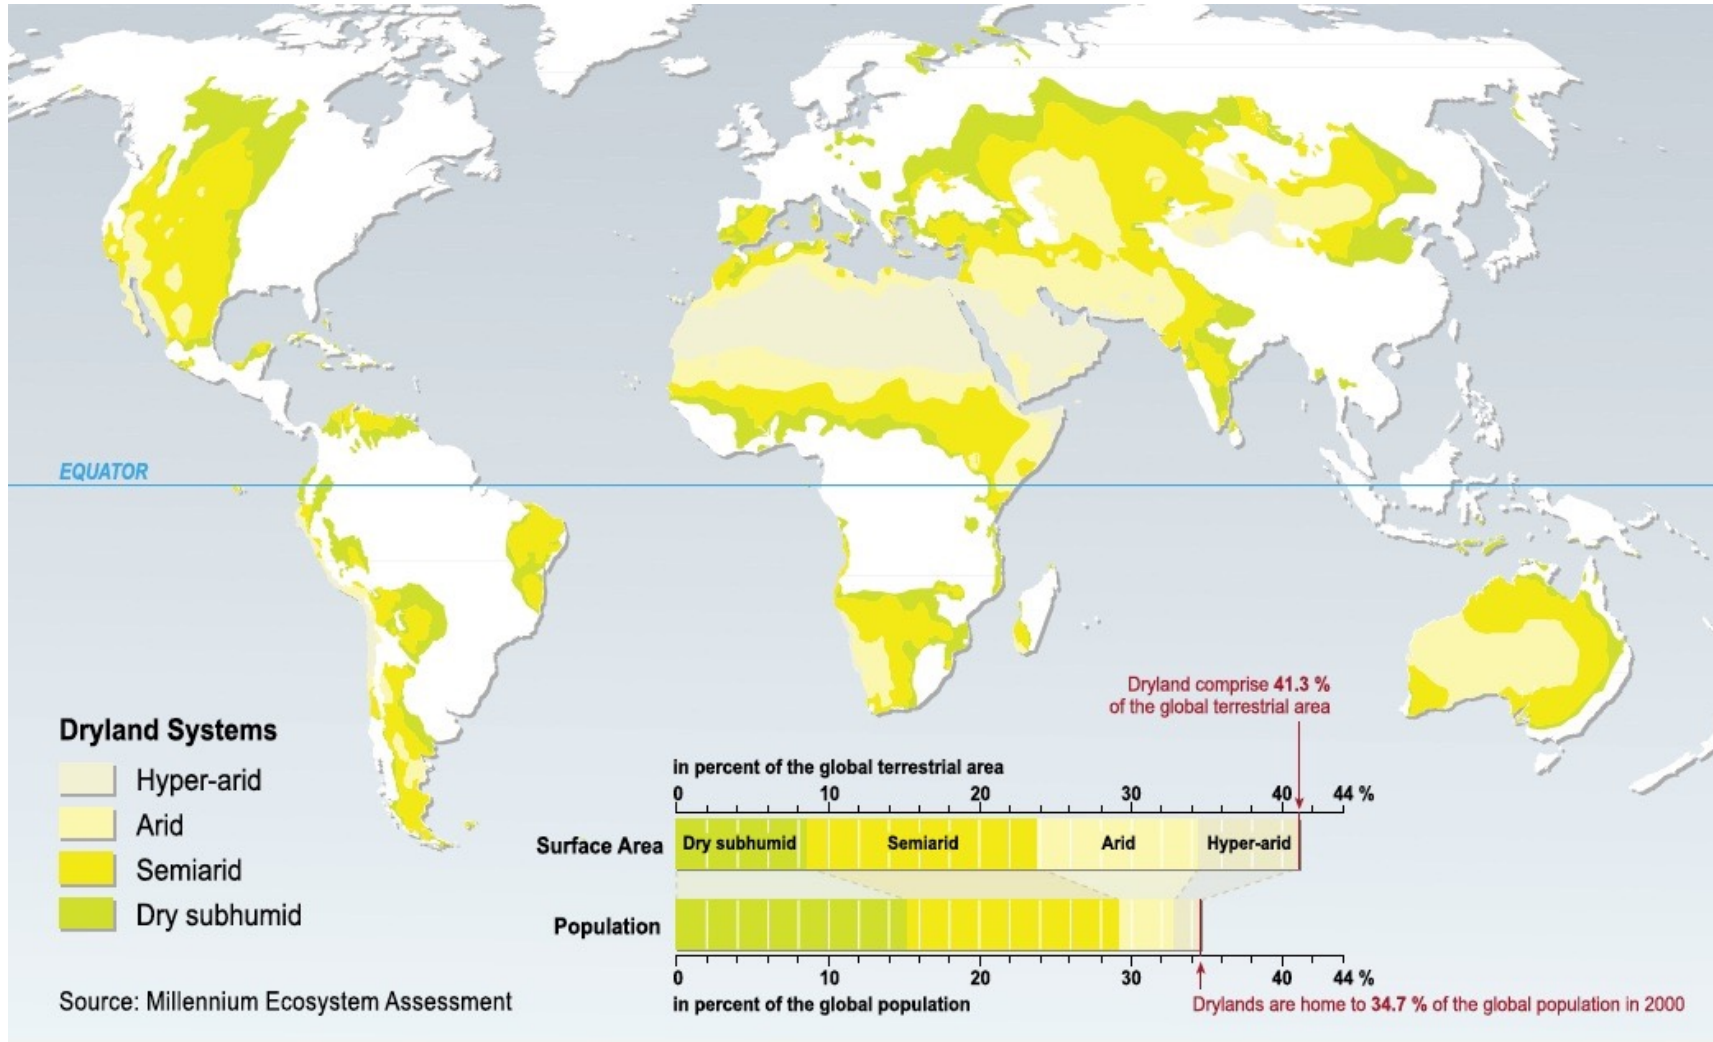 EQUATOR
Dryland Systems
Hyper-arid
Arid
Semiarid
Dry subhumid
Source: Millennium Ecosystem Assessment
Dryland comprise 41.3 %
of the global terrestrial area
in percent of the global terrestrial area
0 10 20 30 40 44 %
Surface Area Dry subhumid Semiarid Arid Hyper-arid
Population
0 10 20 30 40 44 %
in percent of the global population
Drylands are home to 34.7 % of the global population in 2000